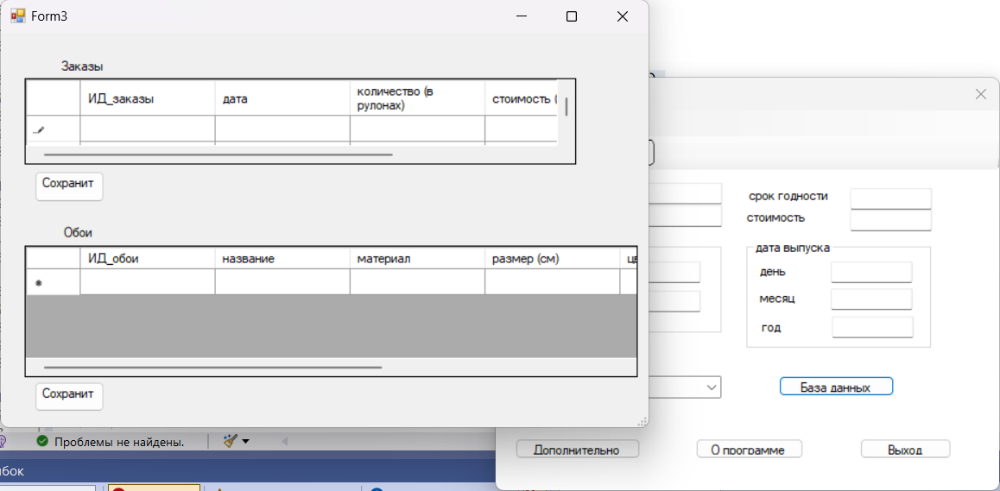 Form3
Заказы
ИД_заказы
дата
количество (в
рулонах)
стоимость (
Сохранит
Обои
ИД_обои
название
материал
размер (см)
цв
Сохранит
срок годности
стоимость
дата выпуска
день
месяц
год
База данных
Дополнительно
О программе
Выход
Проблемы не найдены.
бок